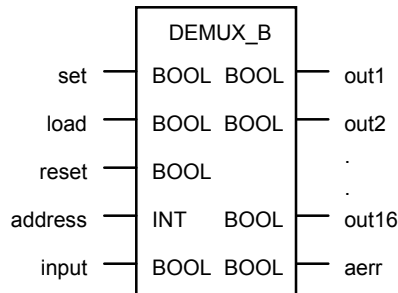 DEMUX_B
set BOOL BOOL out1
load BOOL BOOL out2
reset BOOL .
.
address INT BOOL out16
input BOOL BOOL aerr